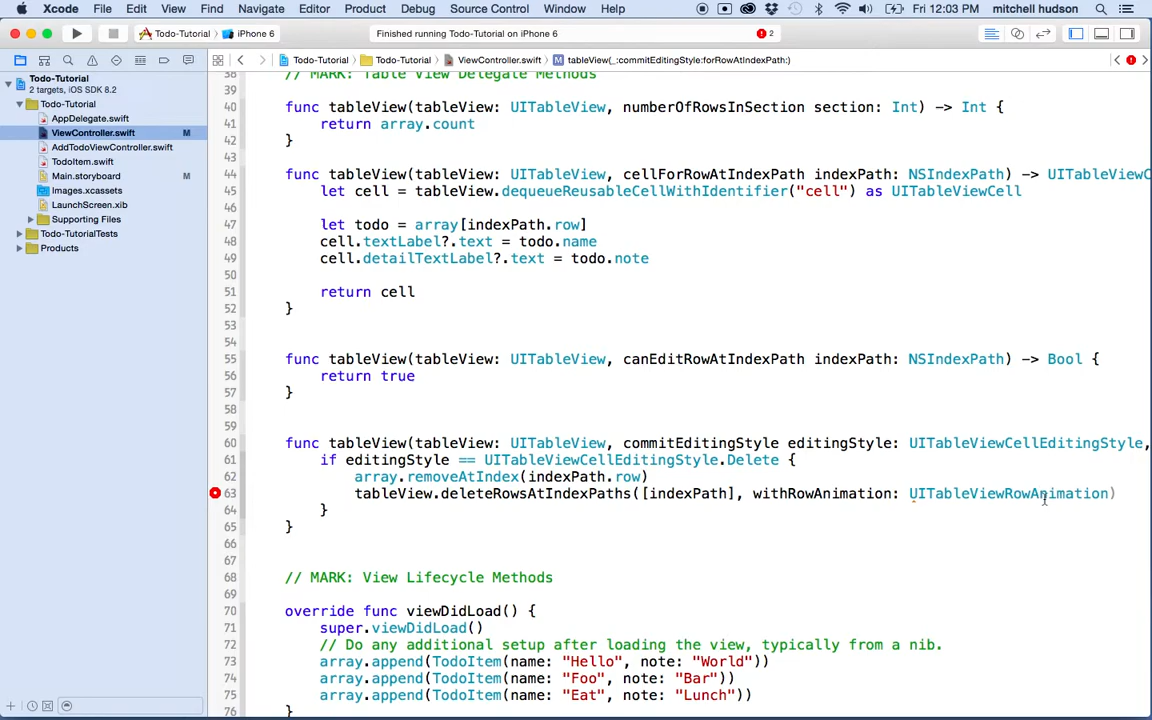 Xcode File Edit View Find Navigate Editor Product Debug Source Control Window Help Fri 12:03 PM mitchell hudson
Todo-Tutorial iPhone 6 Finished running Todo-Tutorial on iPhone 6 2
Todo-Tutorial Todo-Tutorial ViewController.swift M tableView(_:commitEditingStyle:forRowAtIndexPath:)
Todo-Tutorial
2 targets, iOS SDK 8.2
Todo-Tutorial
AppDelegate.swift
ViewController.swift M
AddTodoViewController.swift
TodoItem.swift
Main.storyboard M
Images.xcassets
LaunchScreen.xib
Supporting Files
Todo-TutorialTests
Products
38 // MARK: Table View Delegate Methods
39
40 func tableView(tableView: UITableView, numberOfRowsInSection section: Int) -> Int {
41 return array.count
42 }
43
44 func tableView(tableView: UITableView, cellForRowAtIndexPath indexPath: NSIndexPath) -> UITableViewC
45 let cell = tableView.dequeueReusableCellWithIdentifier("cell") as UITableViewCell
46
47 let todo = array[indexPath.row]
48 cell.textLabel?.text = todo.name
49 cell.detailTextLabel?.text = todo.note
50
51 return cell
52 }
53
54
55 func tableView(tableView: UITableView, canEditRowAtIndexPath indexPath: NSIndexPath) -> Bool {
56 return true
57 }
58
59
60 func tableView(tableView: UITableView, commitEditingStyle editingStyle: UITableViewCellEditingStyle,
61 if editingStyle == UITableViewCellEditingStyle.Delete {
62 array.removeAtIndex(indexPath.row)
63 tableView.deleteRowsAtIndexPaths([indexPath], withRowAnimation: UITableViewRowAnimation)
64 }
65 }
66
67
68 // MARK: View Lifecycle Methods
69
70 override func viewDidLoad() {
71 super.viewDidLoad()
72 // Do any additional setup after loading the view, typically from a nib.
73 array.append(TodoItem(name: "Hello", note: "World"))
74 array.append(TodoItem(name: "Foo", note: "Bar"))
75 array.append(TodoItem(name: "Eat", note: "Lunch"))
76 }